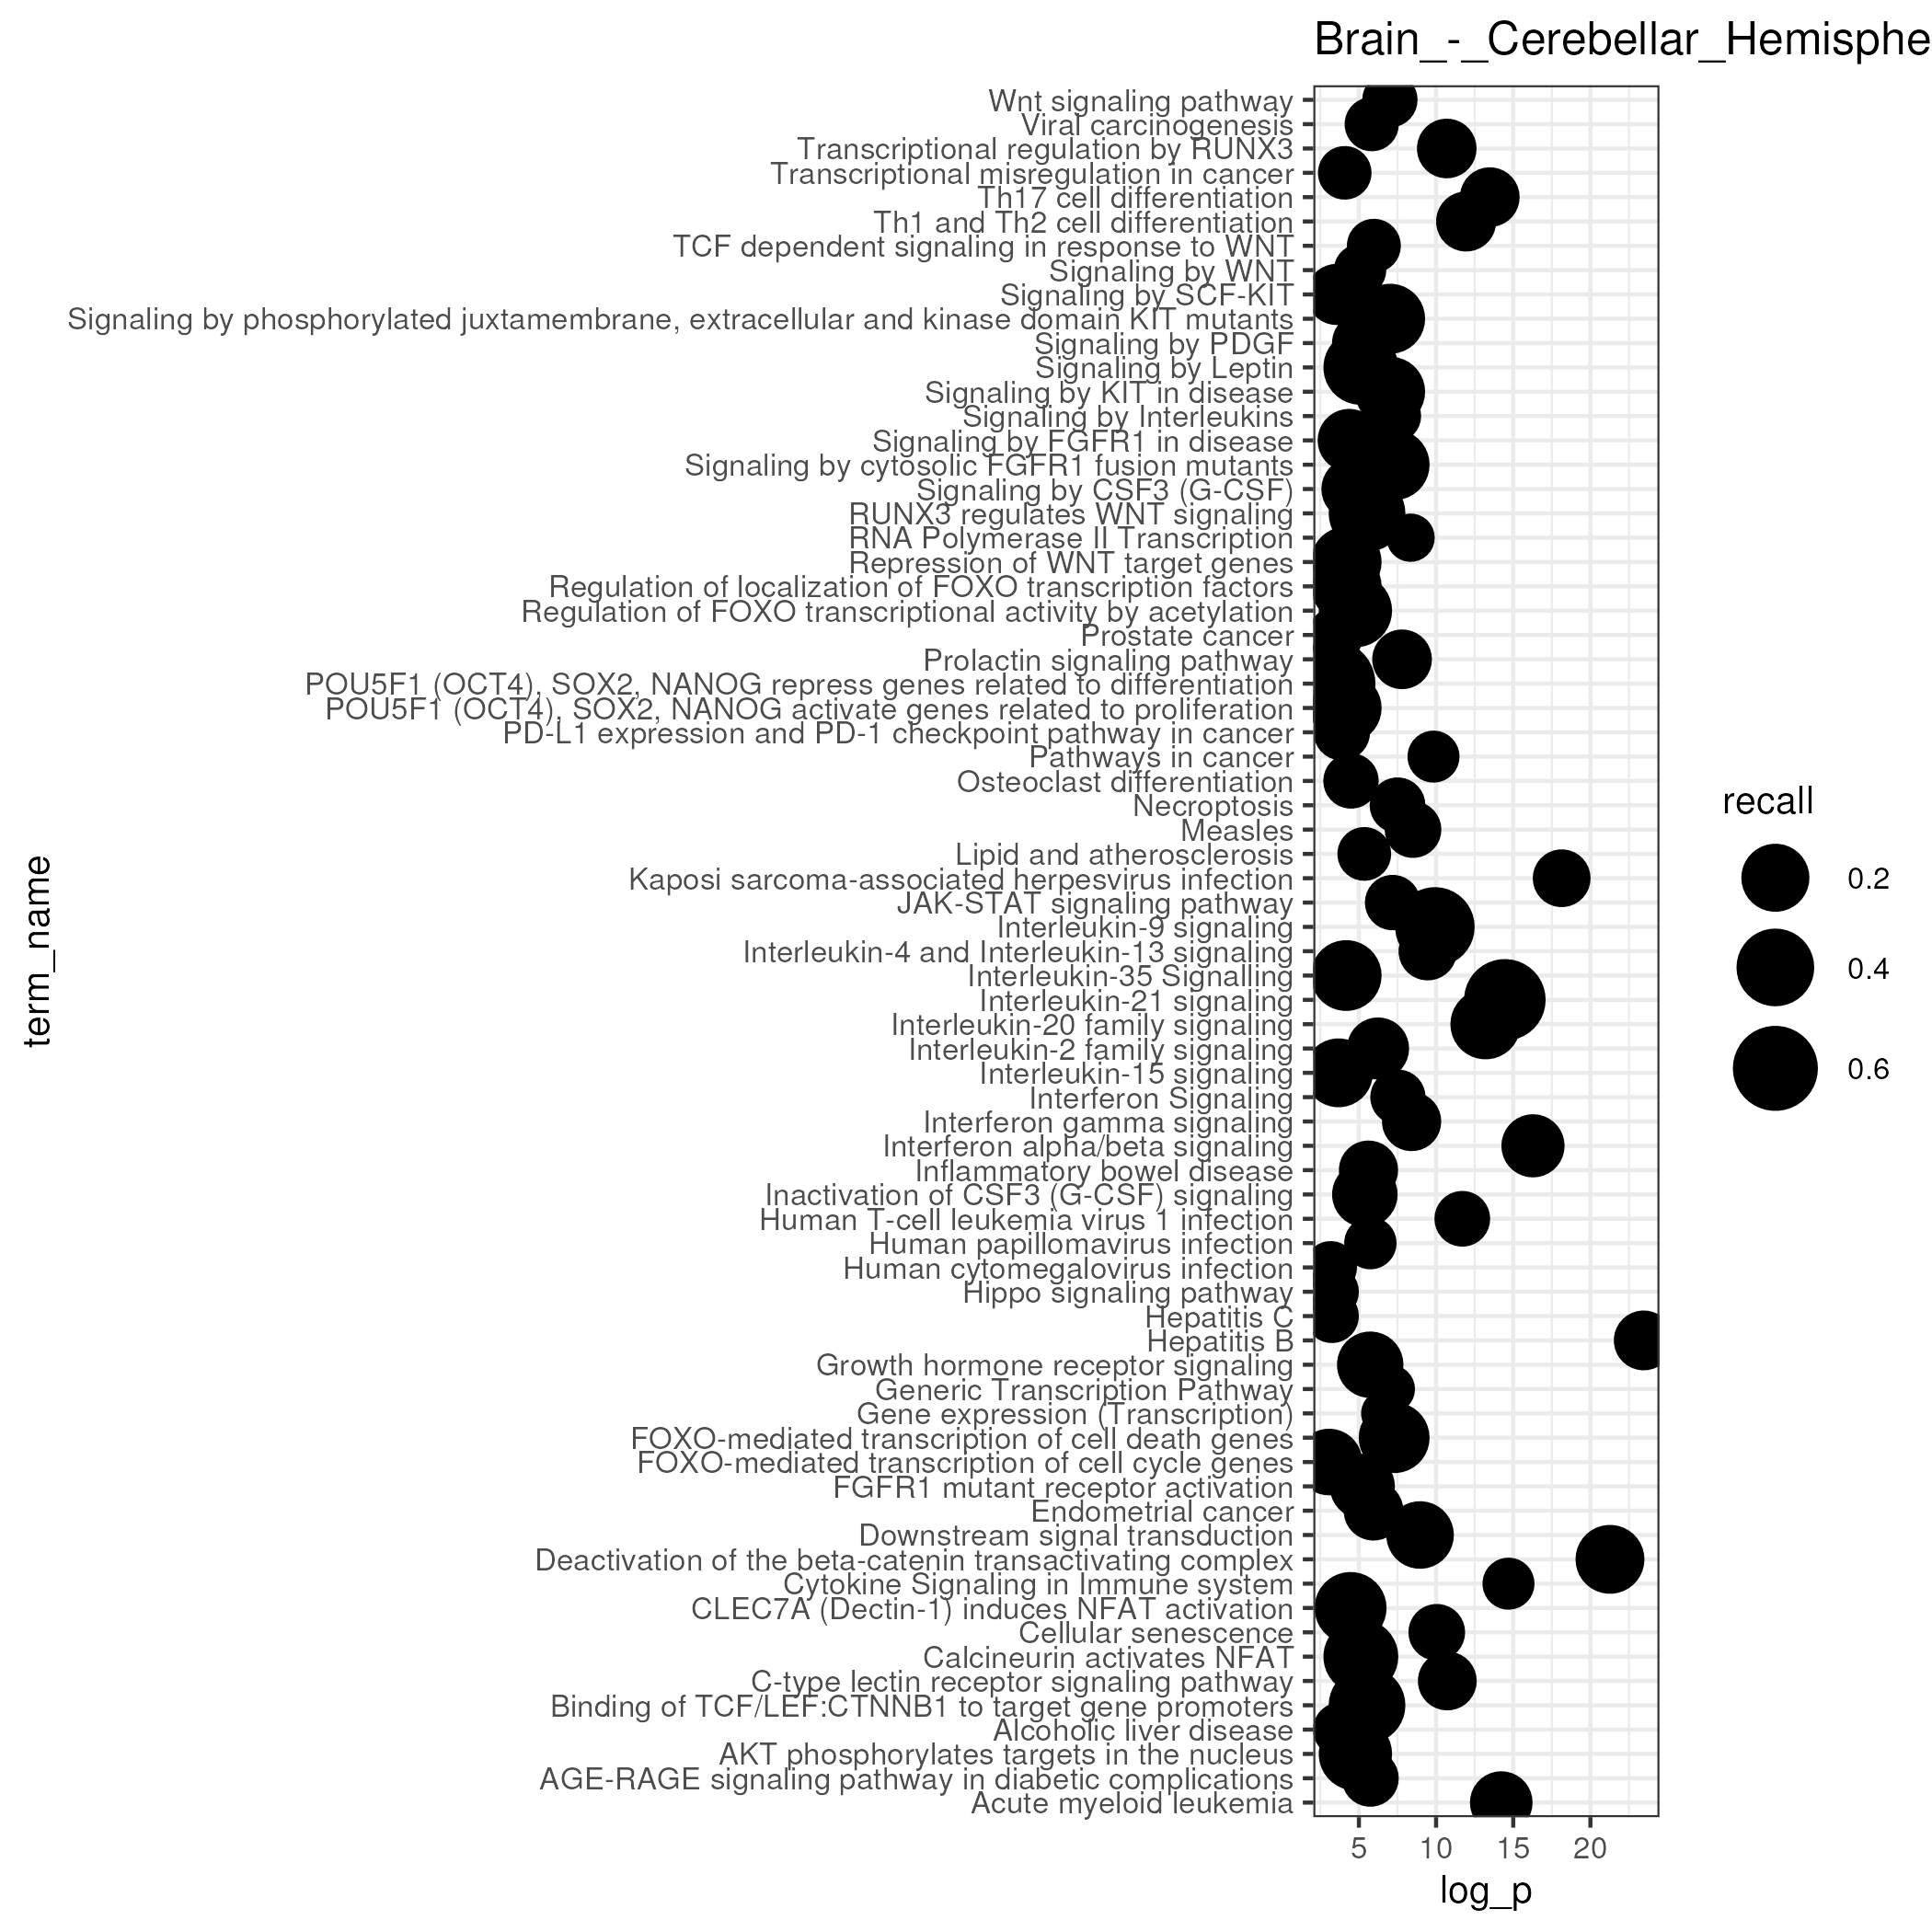 Brain_-_Cerebellar_Hemisphe
Wnt signaling pathway
Viral carcinogenesis
Transcriptional regulation by RUNX3
Transcriptional misregulation in cancer
Th17 cell differentiation
Th1 and Th2 cell differentiation
TCF dependent signaling in response to WNT
Signaling by WNT
Signaling by SCF-KIT
Signaling by phosphorylated juxtamembrane, extracellular and kinase domain KIT mutants
Signaling by PDGF
Signaling by Leptin
Signaling by KIT in disease
Signaling by Interleukins
Signaling by FGFR1 in disease
Signaling by cytosolic FGFR1 fusion mutants
Signaling by CSF3 (G-CSF)
RUNX3 regulates WNT signaling
RNA Polymerase II Transcription
Repression of WNT target genes
Regulation of localization of FOXO transcription factors
Regulation of FOXO transcriptional activity by acetylation
Prostate cancer
Prolactin signaling pathway
POU5F1 (OCT4), SOX2, NANOG repress genes related to differentiation
POU5F1 (OCT4), SOX2, NANOG activate genes related to proliferation
PD-L1 expression and PD-1 checkpoint pathway in cancer
Pathways in cancer
Osteoclast differentiation
Necroptosis
Measles
Lipid and atherosclerosis
Kaposi sarcoma-associated herpesvirus infection
JAK-STAT signaling pathway
Interleukin-9 signaling
Interleukin-4 and Interleukin-13 signaling
Interleukin-35 Signalling
Interleukin-21 signaling
Interleukin-20 family signaling
Interleukin-2 family signaling
Interleukin-15 signaling
Interferon Signaling
Interferon gamma signaling
Interferon alpha/beta signaling
Inflammatory bowel disease
Inactivation of CSF3 (G-CSF) signaling
Human T-cell leukemia virus 1 infection
Human papillomavirus infection
Human cytomegalovirus infection
Hippo signaling pathway
Hepatitis C
Hepatitis B
Growth hormone receptor signaling
Generic Transcription Pathway
Gene expression (Transcription)
FOXO-mediated transcription of cell death genes
FOXO-mediated transcription of cell cycle genes
FGFR1 mutant receptor activation
Endometrial cancer
Downstream signal transduction
Deactivation of the beta-catenin transactivating complex
Cytokine Signaling in Immune system
CLEC7A (Dectin-1) induces NFAT activation
Cellular senescence
Calcineurin activates NFAT
C-type lectin receptor signaling pathway
Binding of TCF/LEF:CTNNB1 to target gene promoters
Alcoholic liver disease
AKT phosphorylates targets in the nucleus
AGE-RAGE signaling pathway in diabetic complications
Acute myeloid leukemia
term_name
5 10 15 20
log_p
recall
0.2
0.4
0.6